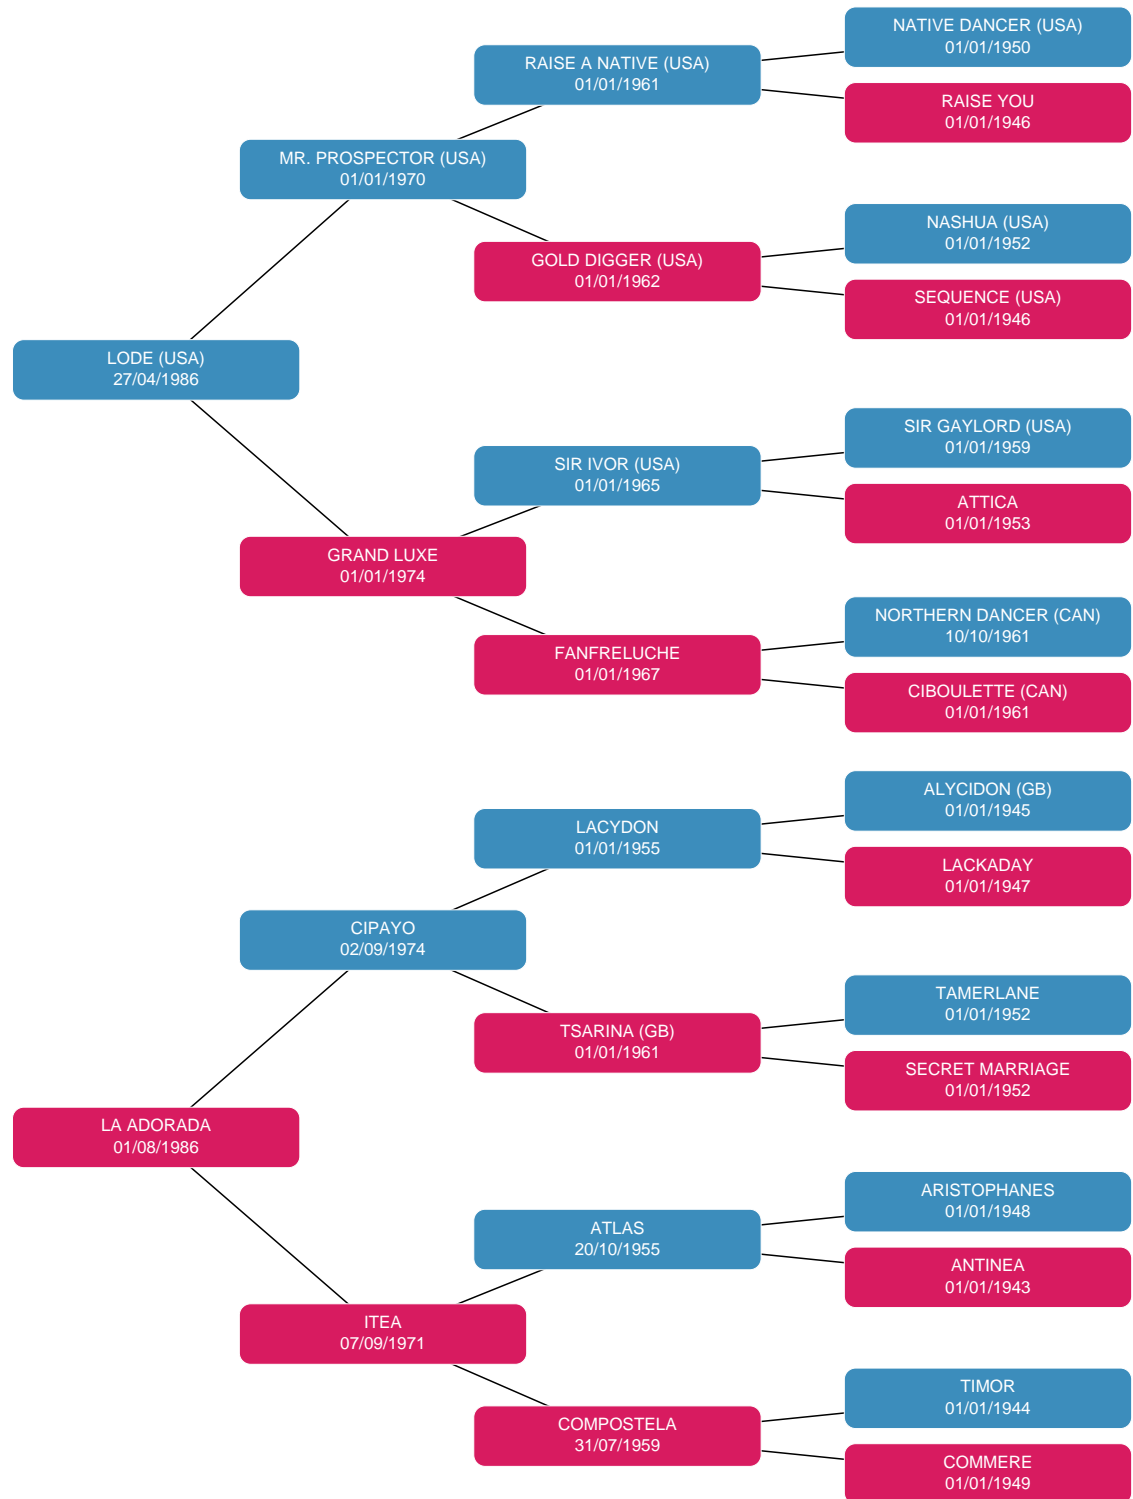 NATIVE DANCER (USA)
01/01/1950
RAISE A NATIVE (USA)
01/01/1961
RAISE YOU
01/01/1946
MR. PROSPECTOR (USA)
01/01/1970
NASHUA (USA)
01/01/1952
GOLD DIGGER (USA)
01/01/1962
SEQUENCE (USA)
01/01/1946
LODE (USA)
27/04/1986
SIR GAYLORD (USA)
01/01/1959
SIR IVOR (USA)
01/01/1965
ATTICA
01/01/1953
GRAND LUXE
01/01/1974
NORTHERN DANCER (CAN)
10/10/1961
FANFRELUCHE
01/01/1967
CIBOULETTE (CAN)
01/01/1961
ALYCIDON (GB)
01/01/1945
LACYDON
01/01/1955
LACKADAY
01/01/1947
CIPAYO
02/09/1974
TAMERLANE
01/01/1952
TSARINA (GB)
01/01/1961
SECRET MARRIAGE
01/01/1952
LA ADORADA
01/08/1986
ARISTOPHANES
01/01/1948
ATLAS
20/10/1955
ANTINEA
01/01/1943
ITEA
07/09/1971
TIMOR
01/01/1944
COMPOSTELA
31/07/1959
COMMERE
01/01/1949